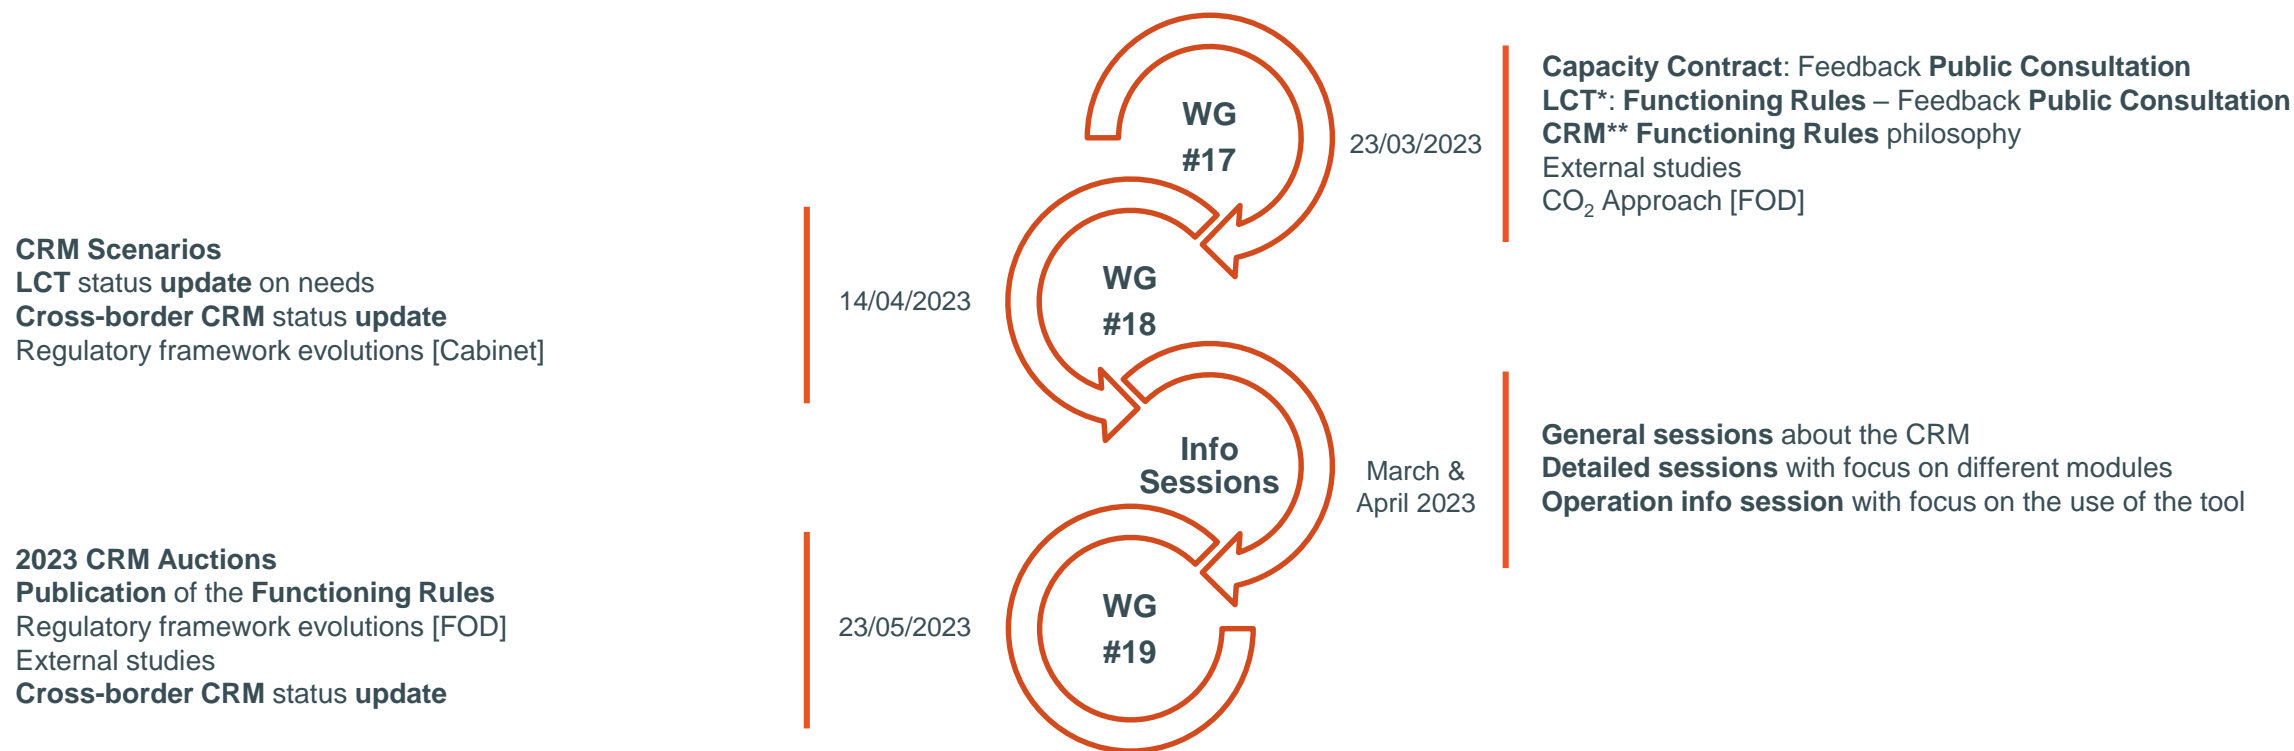 WG
#17
23/03/2023
Capacity Contract: Feedback Public Consultation
LCT*: Functioning Rules – Feedback Public Consultation
CRM** Functioning Rules philosophy
External studies
CO₂ Approach [FOD]
CRM Scenarios
LCT status update on needs
Cross-border CRM status update
Regulatory framework evolutions [Cabinet]
14/04/2023
WG
#18
Info
Sessions
March &
April 2023
General sessions about the CRM
Detailed sessions with focus on different modules
Operation info session with focus on the use of the tool
2023 CRM Auctions
Publication of the Functioning Rules
Regulatory framework evolutions [FOD]
External studies
Cross-border CRM status update
23/05/2023
WG
#19